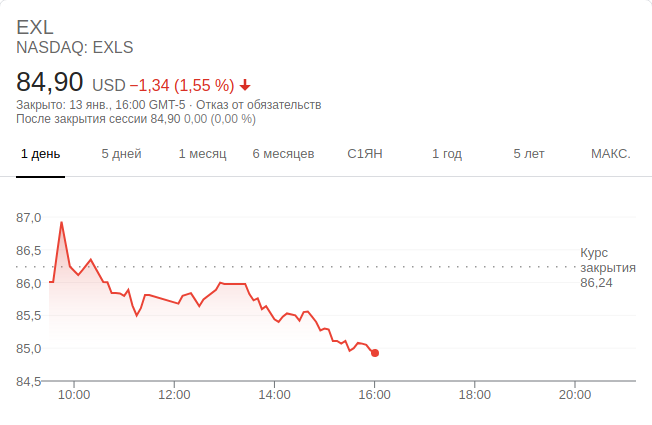 EXL
NASDAQ: EXLS
84,90 USD −1,34 (1,55 %)
Закрыто: 13 янв., 16:00 GMT-5 · Отказ от обязательств
После закрытия сессии 84,90 0,00 (0,00 %)
1 день 5 дней 1 месяц 6 месяцев С1ЯН 1 год 5 лет МАКС.
87,0
86,5
Курс
закрытия
86,24
86,0
85,5
85,0
84,5
10:00 12:00 14:00 16:00 18:00 20:00